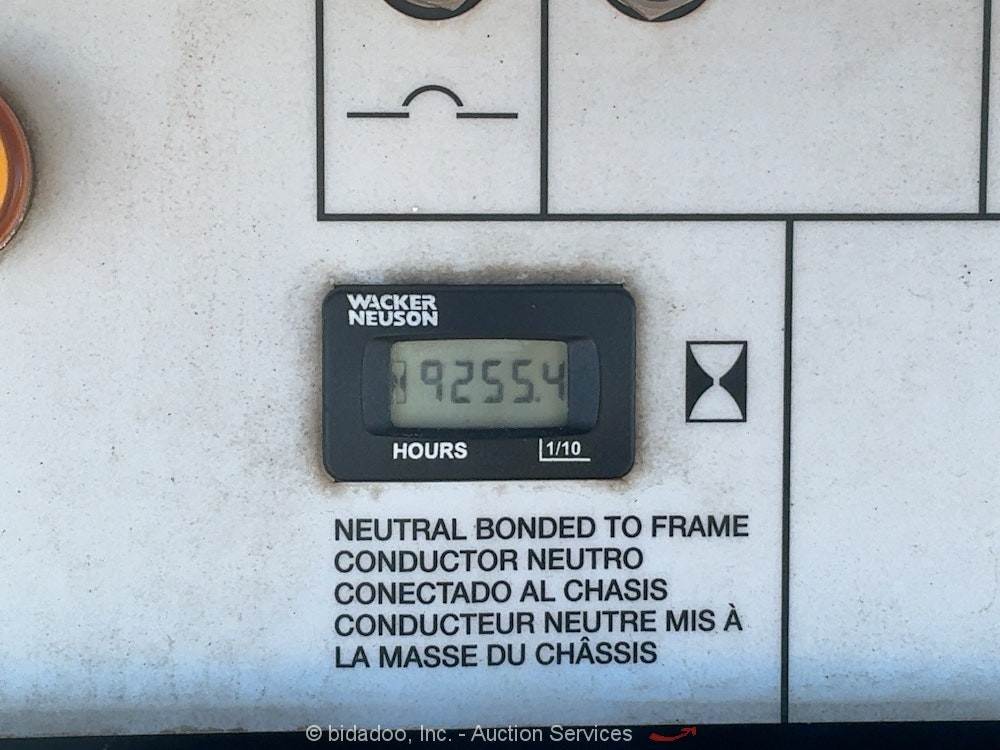 WACKER
NEUSON
9255.4
HOURS 1/10
NEUTRAL BONDED TO FRAME
CONDUCTOR NEUTRO
CONECTADO AL CHASIS
CONDUCTEUR NEUTRE MIS À
LA MASSE DU CHÂSSIS
© bidadoo, Inc. - Auction Services